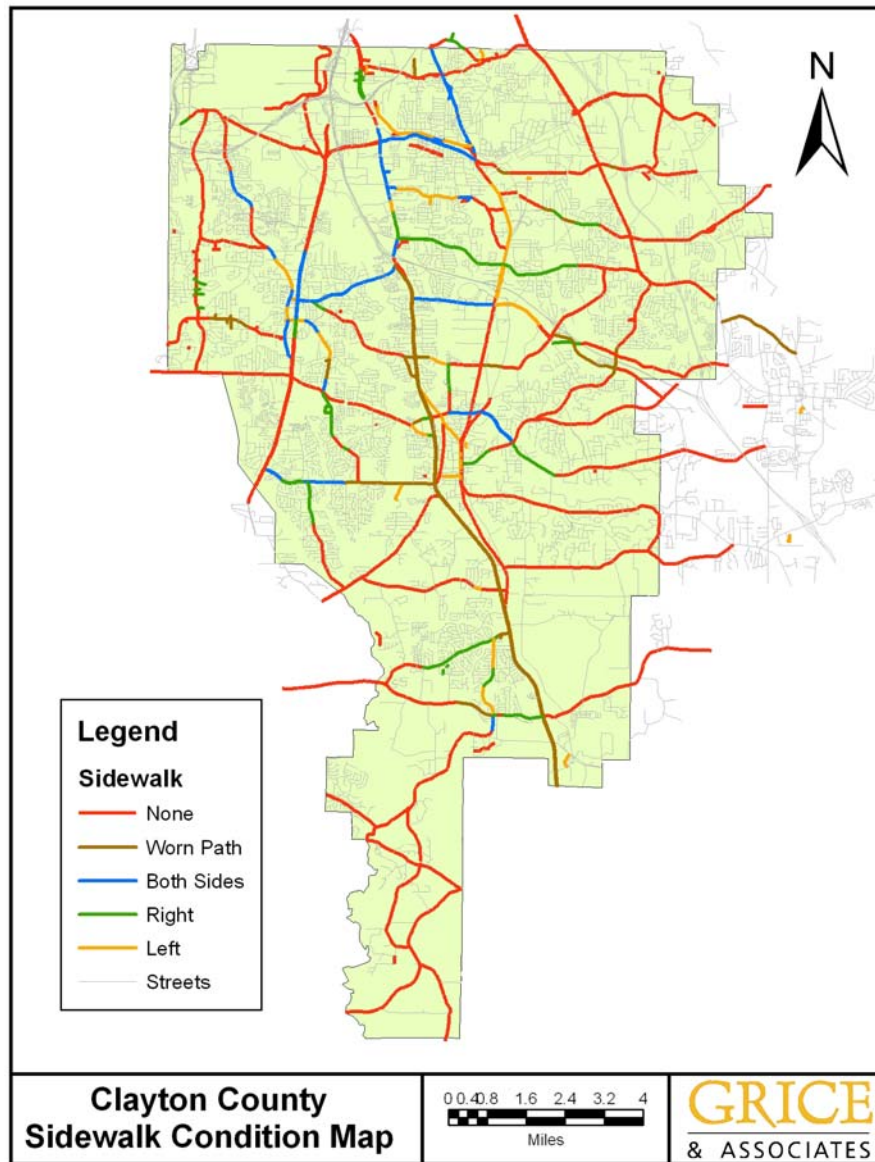 N
Legend
Sidewalk
None
Worn Path
Both Sides
Right
Left
Streets
Clayton County
Sidewalk Condition Map
0 0.4 0.8 1.6 2.4 3.2 4
Miles
GRICE
& ASSOCIATES